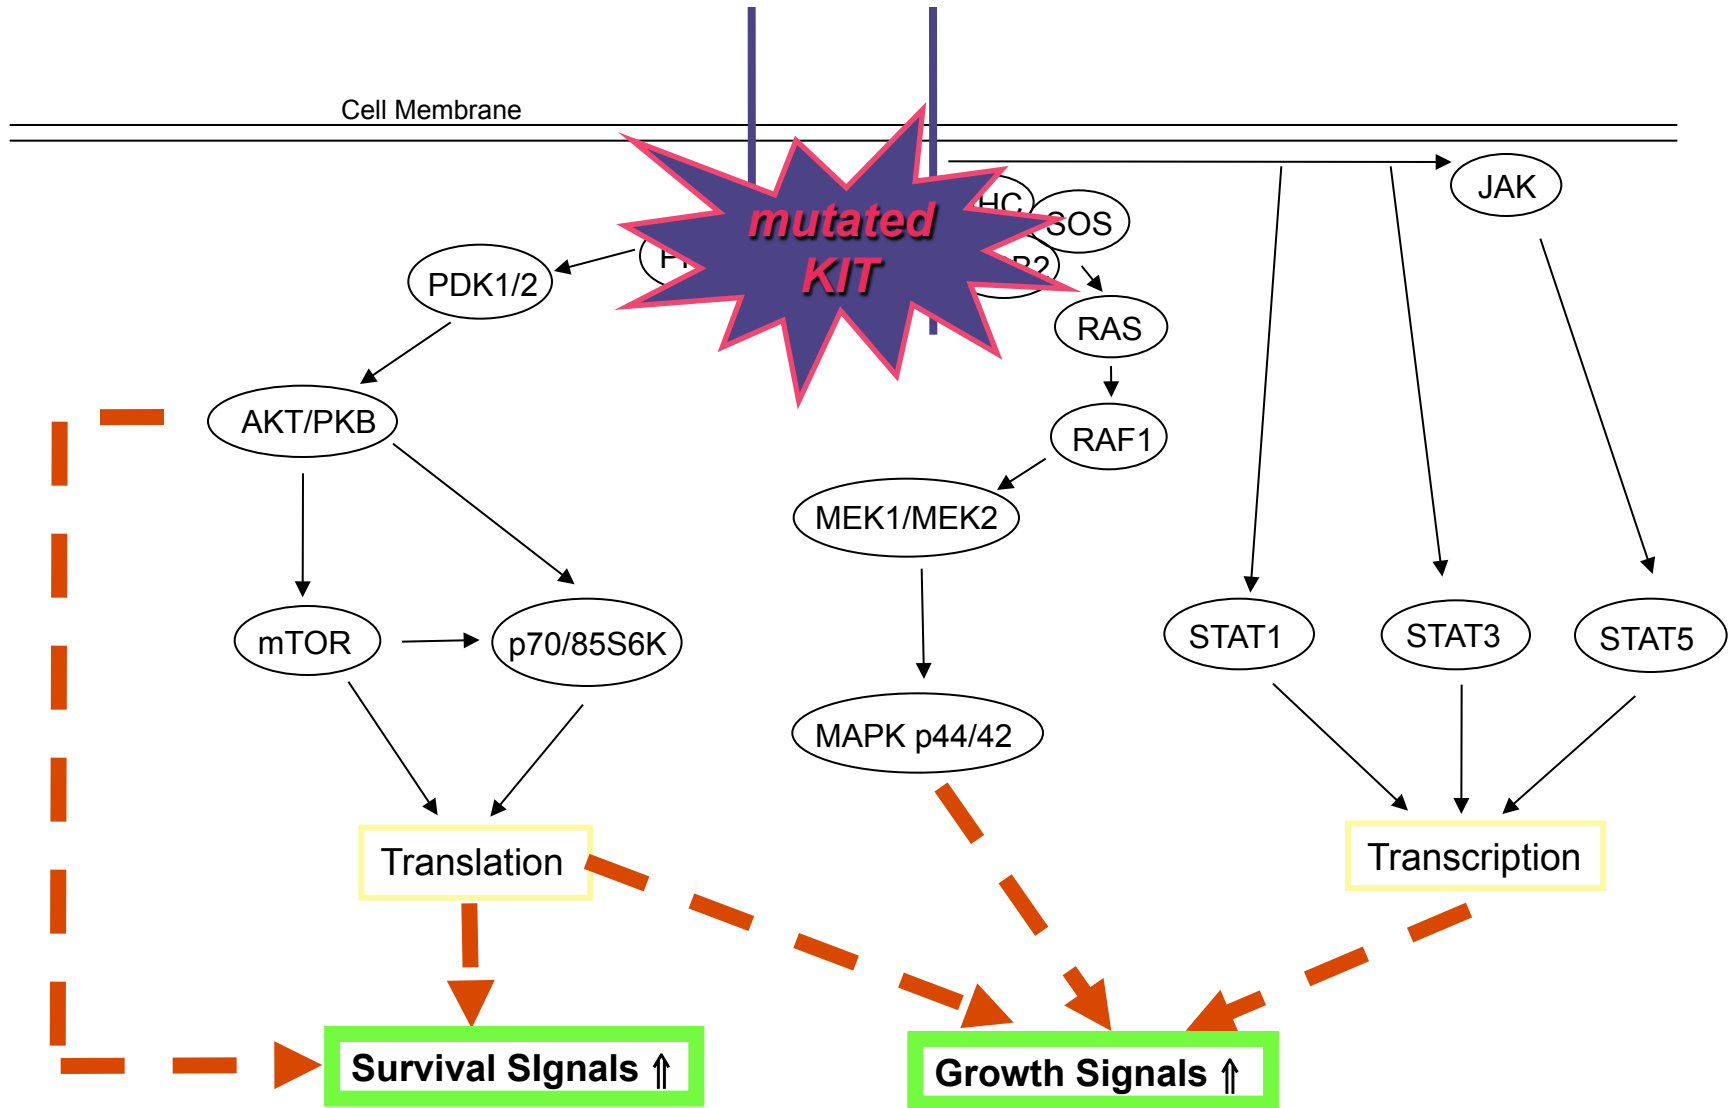 Cell Membrane
JAK
HC
SOS
mutated
KIT
PDK1/2
RAS
AKT/PKB
RAF1
MEK1/MEK2
mTOR
p70/85S6K
STAT1
STAT3
STAT5
MAPK p44/42
Translation
Transcription
Survival SIgnals ⇑
Growth Signals ⇑